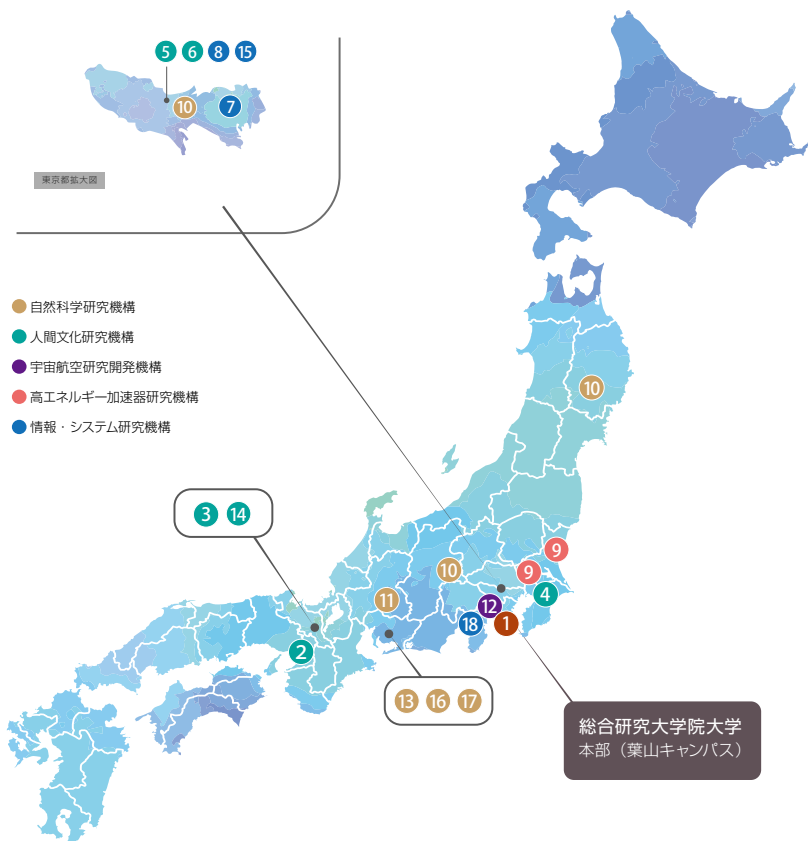 5 6 8 15
10 7
東京都拡大図
自然科学研究機構
人間文化研究機構
宇宙航空研究開発機構
高エネルギー加速器研究機構
情報・システム研究機構
10
3 14
9
10 9
11 12 4
18 1
2
13 16 17
総合研究大学院大学
本部（葉山キャンパス）